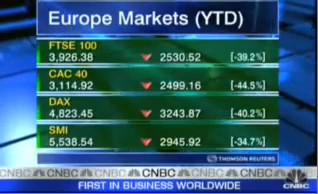 Europe Markets (YTD)
FTSE 100
3,926.38 2530.52 [-39.2%]
CAC 40
3,114.92 2499.16 [-44.5%]
DAX
4,823.45 3243.87 [-40.2%]
SMI
5,538.54 2945.92 [-34.7%]
THOMSON REUTERS
CNBC CNBC CNBC CNBC CNBC CNBC
FIRST IN BUSINESS WORLDWIDE
CNBC